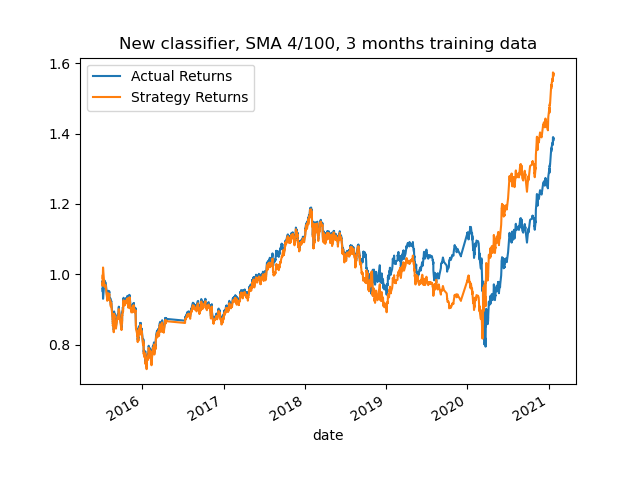 New classifier, SMA 4/100, 3 months training data
Actual Returns
Strategy Returns
1.6
1.4
1.2
1.0
0.8
2016
2017
2018
2019
2020
2021
date